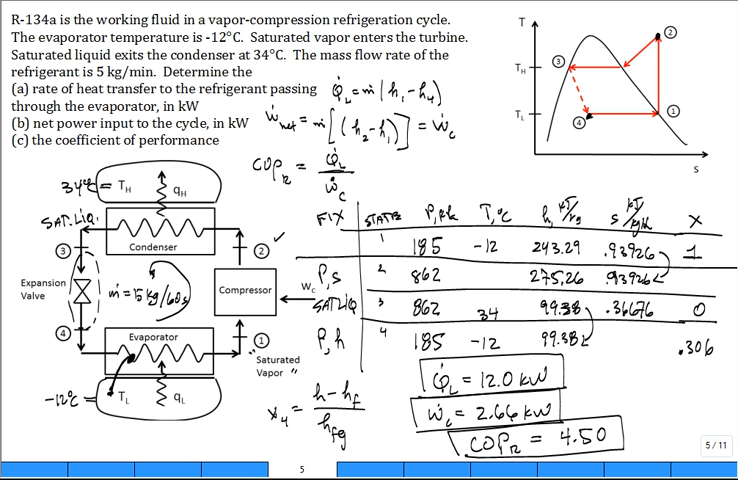 R-134a is the working fluid in a vapor-compression refrigeration cycle.
The evaporator temperature is -12°C. Saturated vapor enters the turbine.
Saturated liquid exits the condenser at 34°C. The mass flow rate of the
refrigerant is 5 kg/min. Determine the
(a) rate of heat transfer to the refrigerant passing
through the evaporator, in kW
(b) net power input to the cycle, in kW
(c) the coefficient of performance
Q̇L = ṁ(h1-h4)
Ẇnet = ṁ[(h2-h1)] = Ẇc
COPR = Q̇L/Ẇc
T
TH
TL
s
3
2
4
1
34°C = TH
qH
SAT. LIQ.
Condenser
3
2 ✓
Expansion
Valve
ṁ = 5 kg/60s
Compressor
Wc
4
Evaporator
1
"Saturated
Vapor"
-12°C = TL
qL
FIX STATE P, kPa T, °C h, kJ/kg s kJ/kgK X
1 185 -12 243.29 .93926 1
P,s 2 862 275.26 .93926
SAT LIQ 3 862 34 99.38 .36676 0
P,h 4 185 -12 99.38 .306
x4 = h-hf/hfg
Q̇L = 12.0 kW
Ẇc = 2.66 kW
COPR = 4.50
5 / 11
5